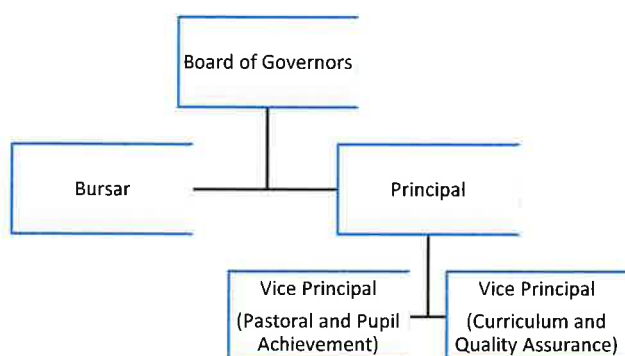 Board of Governors
Bursar
Principal
Vice Principal
(Pastoral and Pupil
Achievement)
Vice Principal
(Curriculum and
Quality Assurance)